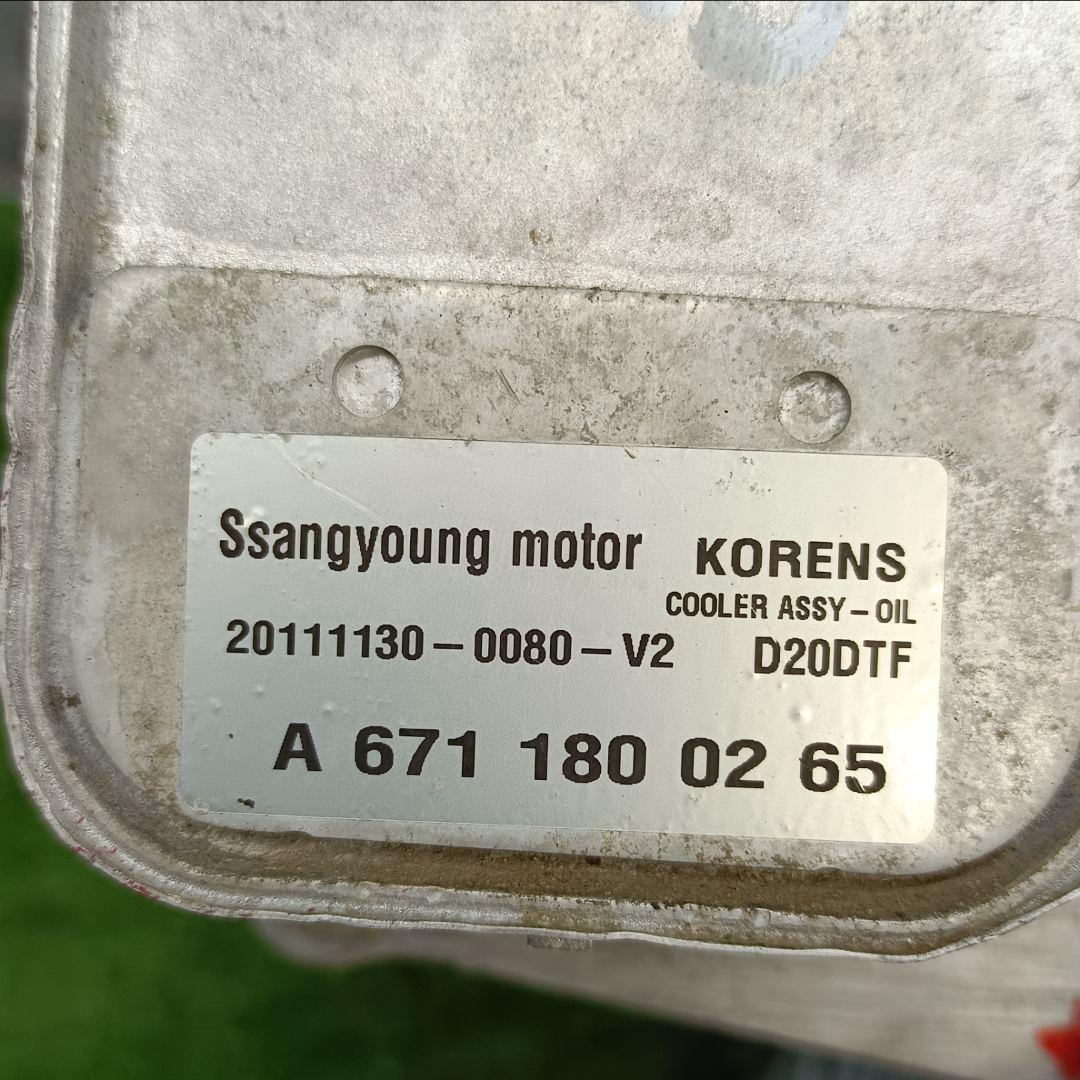 Ssangyoung motor KORENS
COOLER ASSY-OIL
20111130-0080-V2 D20DTF
A 671 180 02 65